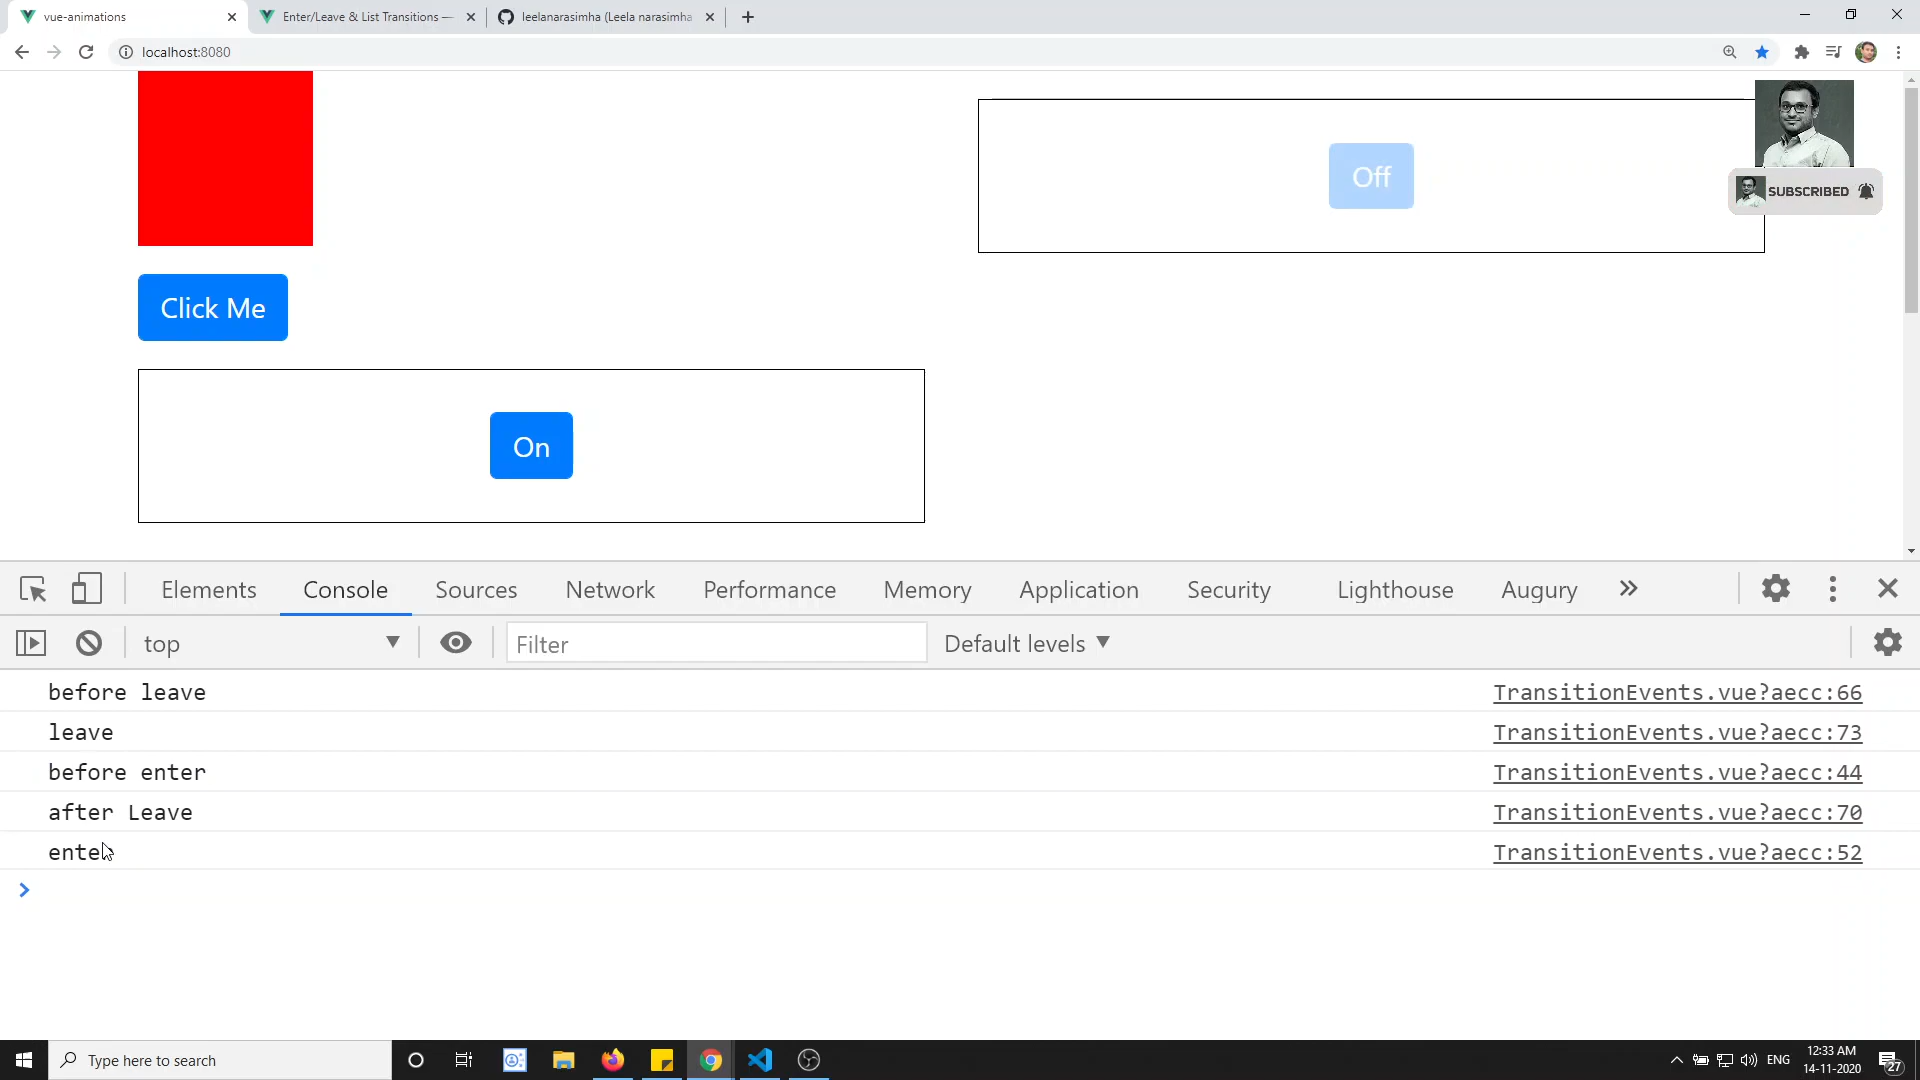 vue-animations
Enter/Leave & List Transitions —
leelanarasimha (Leela narasimha
localhost:8080
Off
SUBSCRIBED
Click Me
On
Elements
Console
Sources
Network
Performance
Memory
Application
Security
Lighthouse
Augury
top
Filter
Default levels
before leave
TransitionEvents.vue?aecc:66
leave
TransitionEvents.vue?aecc:73
before enter
TransitionEvents.vue?aecc:44
after Leave
TransitionEvents.vue?aecc:70
enter
TransitionEvents.vue?aecc:52
Type here to search
ENG
12:33 AM
14-11-2020
27